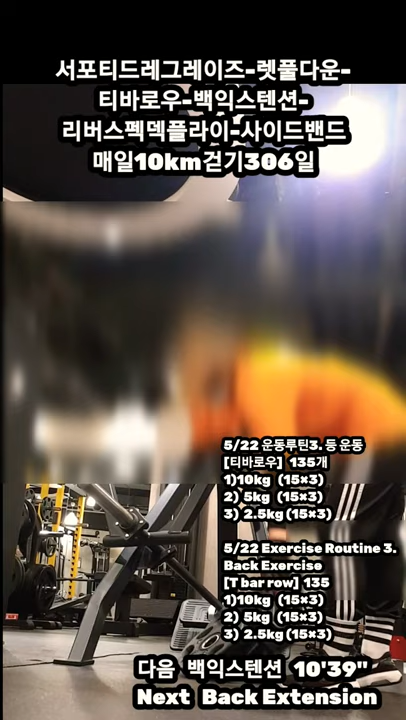 서포티드레그레이즈-렛풀다운-
티바로우-백익스텐션-
리버스펙덱플라이-사이드밴드
매일10km걷기306일
5/22 운동루틴3. 등 운동
[티바로우] 135개
1)10kg (15×3)
2) 5kg (15×3)
3) 2.5kg (15×3)
5/22 Exercise Routine 3.
Back Exercise
[T bar row] 135
1)10kg (15×3)
2) 5kg (15×3)
3) 2.5kg (15×3)
다음 백익스텐션 10'39"
Next Back Extension